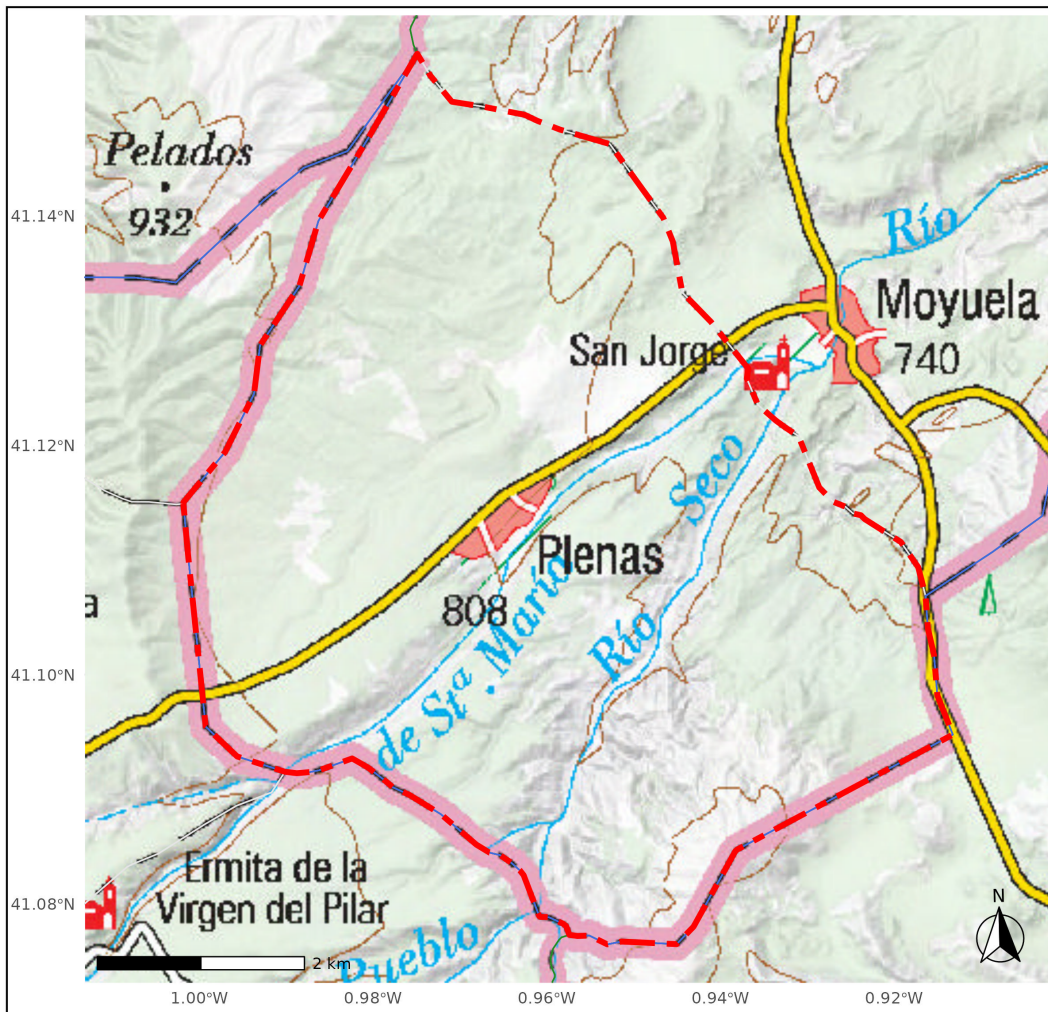 Pelados
932
41.14°N
Río
Moyuela
740
San Jorge
41.12°N
Seco
Plenas
808
a
Río
41.10°N
de Stª. María
Ermita de la
Virgen del Pilar
41.08°N
Pueblo
N
2 km
1.00°W
0.98°W
0.96°W
0.94°W
0.92°W